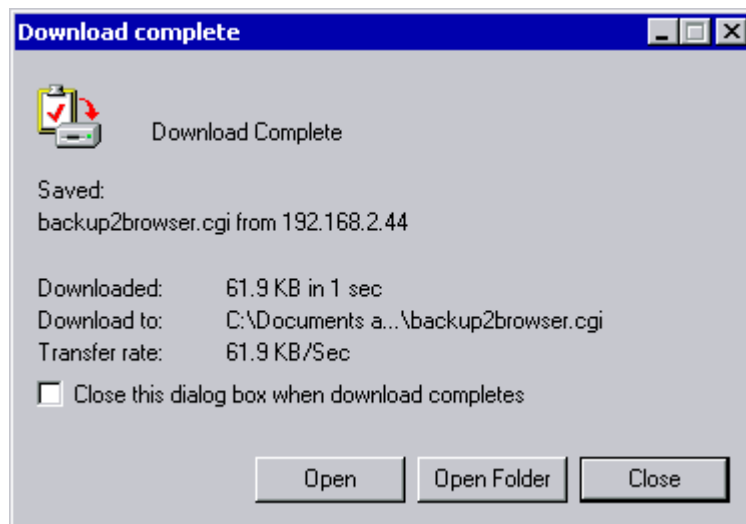 Download complete
Download Complete
Saved:
backup2browser.cgi from 192.168.2.44
Downloaded: 61.9 KB in 1 sec
Download to: C:\Documents a...\backup2browser.cgi
Transfer rate: 61.9 KB/Sec
Close this dialog box when download completes
Open Open Folder Close